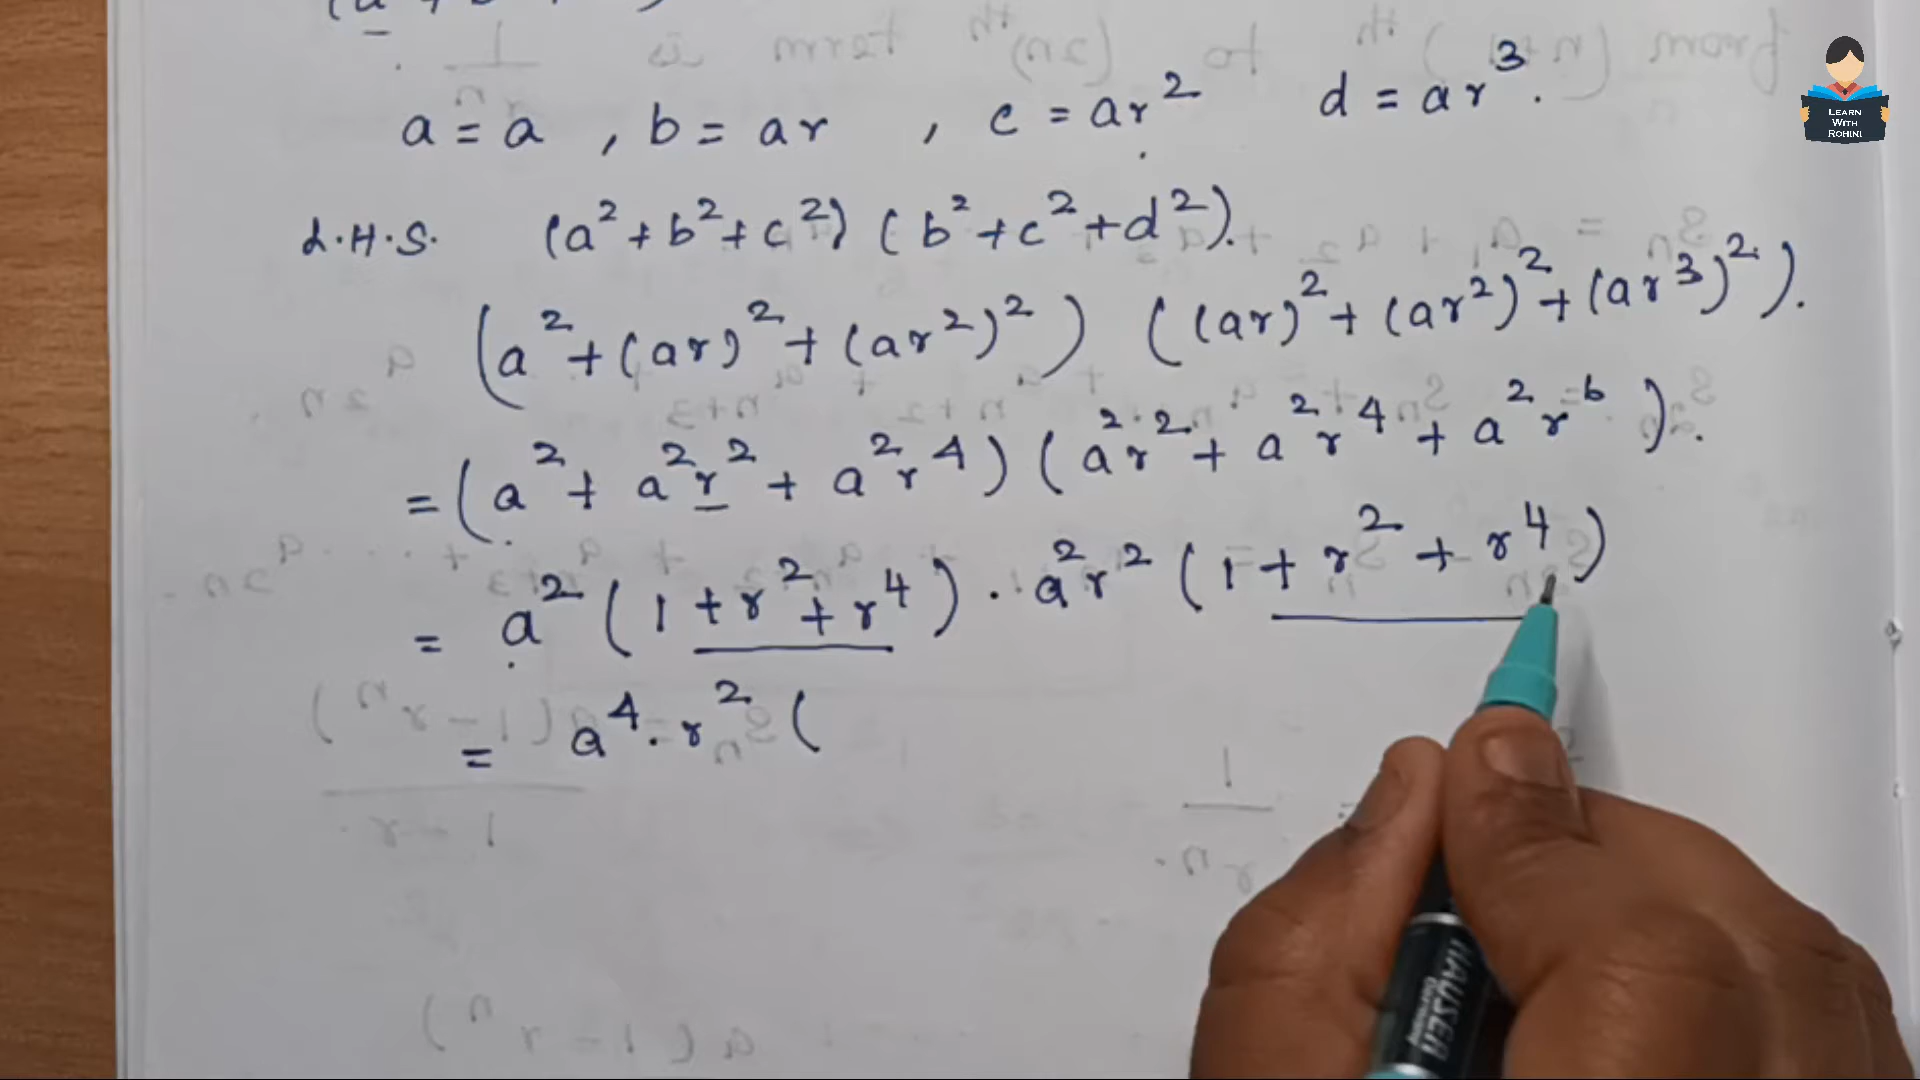 a = a , b = ar , c = ar² d = ar³.
L.H.S. (a² + b² + c²) (b² + c² + d²).
(a² + (ar)² + (ar²)²) ((ar)² + (ar²)² + (ar³)²).
= (a² + a²r² + a²r⁴) (a²r² + a²r⁴ + a²r⁶).
= a² (1 + r² + r⁴) · a²r² (1 + r² + r⁴)
= a⁴ · r² (
LEARN
WITH
ROHINI
HAUSER